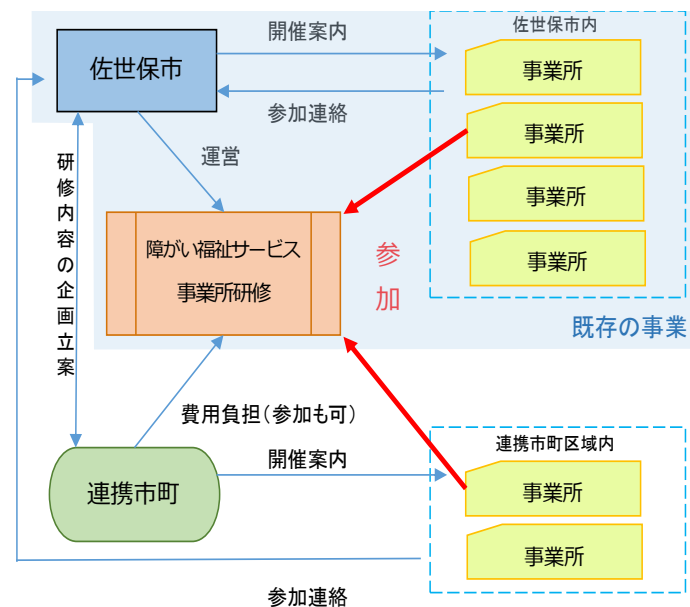 開催案内
佐世保市内
佐世保市
事業所
参加連絡
事業所
運営
事業所
研修内容の企画立案
障がい福祉サービス
事業所研修
参加
事業所
既存の事業
費用負担(参加も可)
連携市町区域内
開催案内
連携市町
事業所
事業所
参加連絡